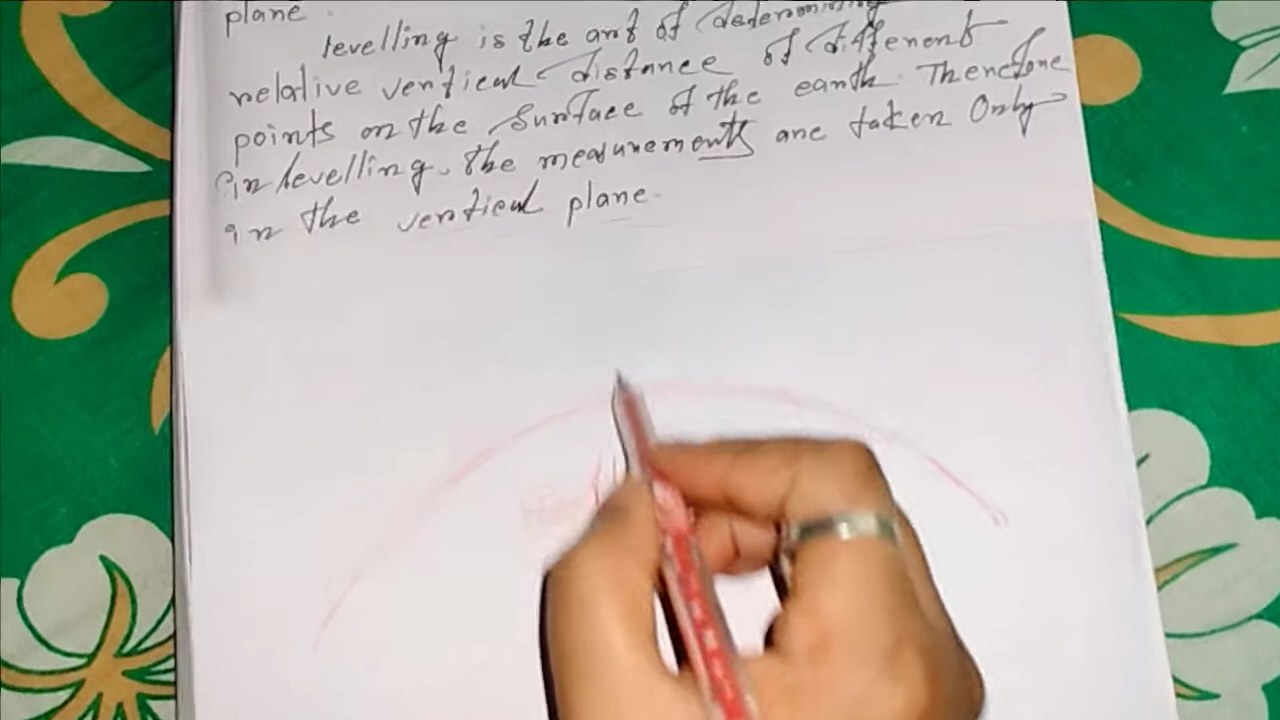 plane.
levelling is the art of determining
relative vertical distance of different
points on the surface of the earth. Therefore
in levelling, the measurements are taken only
in the vertical plane.